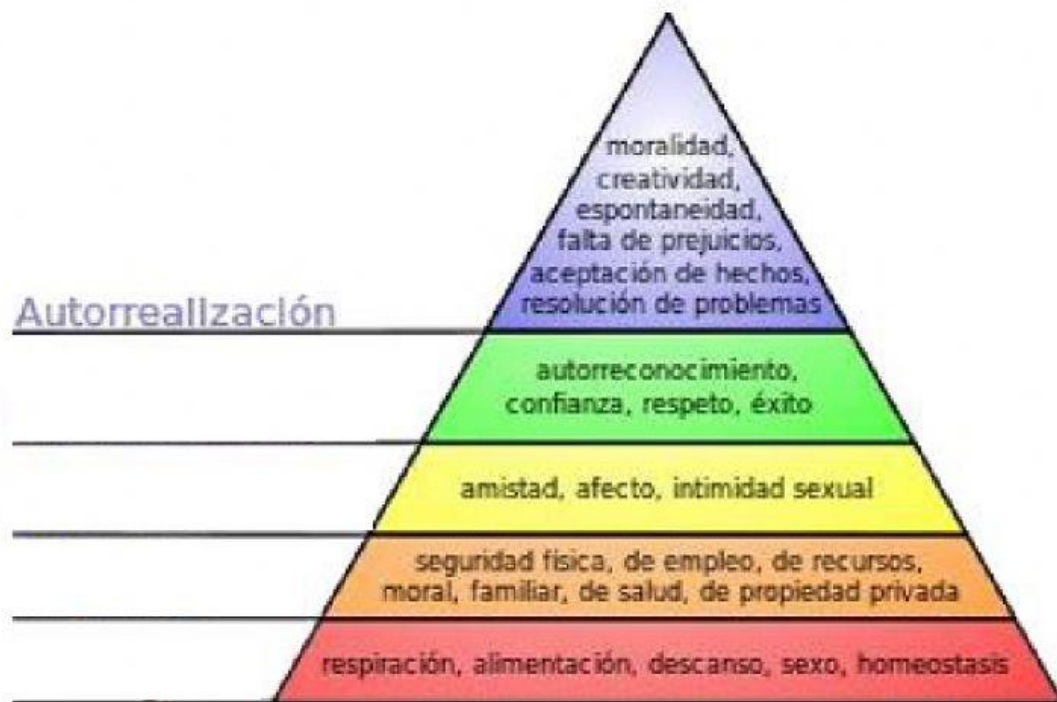 moralidad,
creatividad,
espontaneidad,
falta de prejuicios,
aceptación de hechos,
resolución de problemas
Autorrealización
autorreconocimiento,
confianza, respeto, éxito
amistad, afecto, intimidad sexual
seguridad física, de empleo, de recursos,
moral, familiar, de salud, de propiedad privada
respiración, alimentación, descanso, sexo, homeostasis